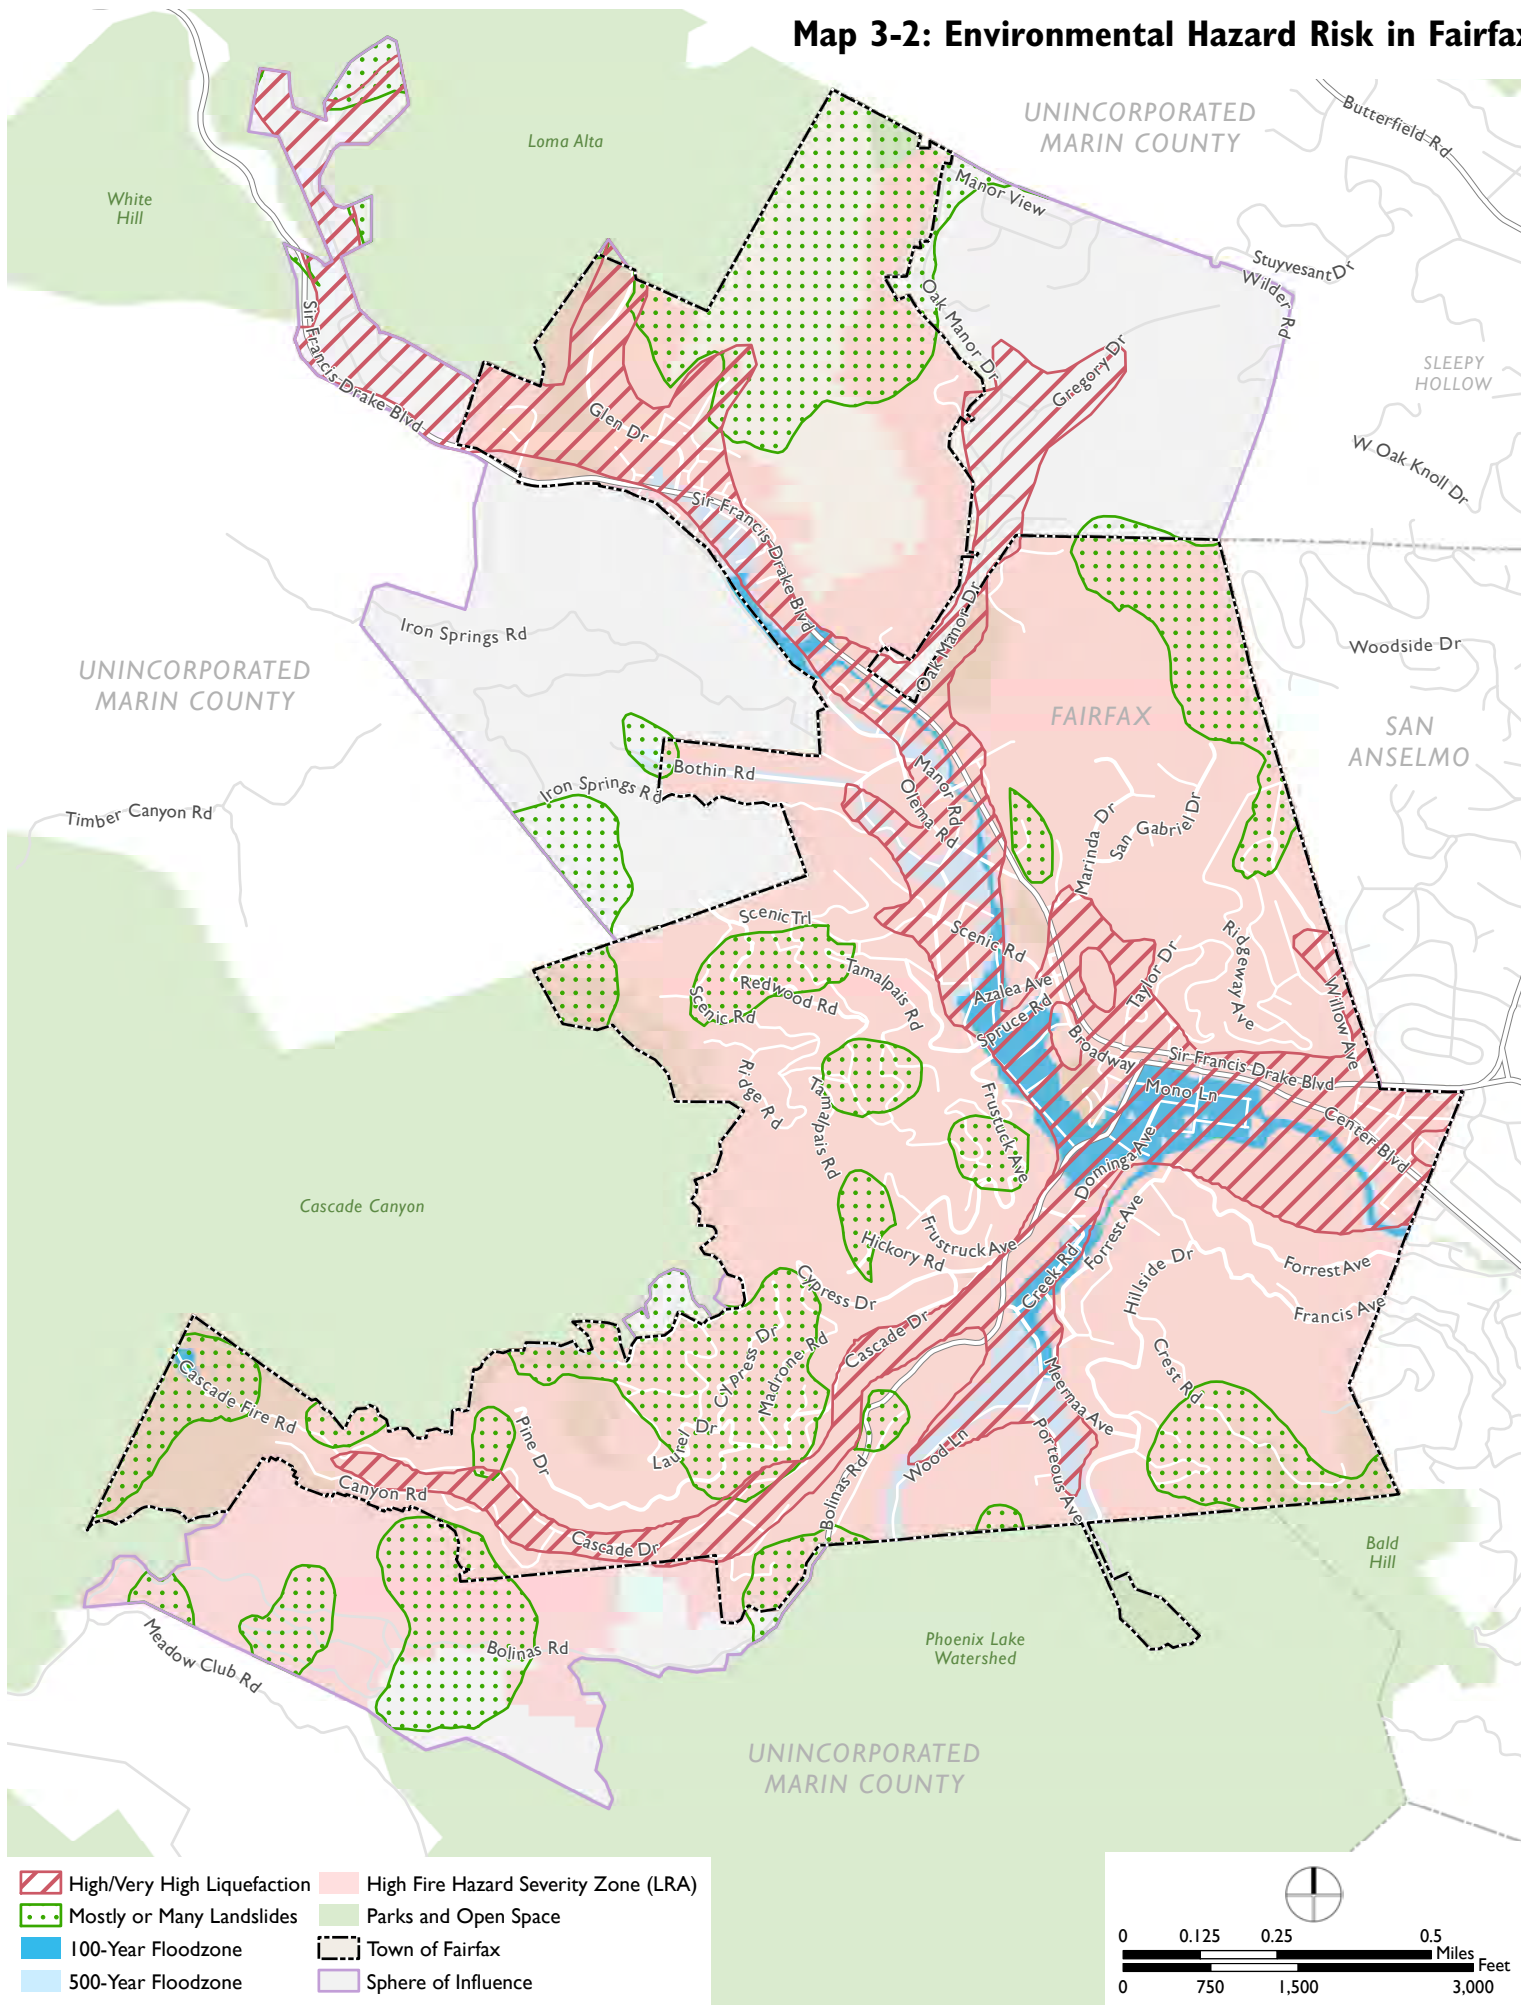 Map 3-2: Environmental Hazard Risk in Fairfax
UNINCORPORATED
MARIN COUNTY
Butterfield Rd
Loma Alta
White
Hill
Manor View
Stuyvesant Dr
Wilder Rd
Oak Manor Dr
Sir Francis Drake Blvd
Gregory Dr
SLEEPY
HOLLOW
Glen Dr
W Oak Knoll Dr
Sir Francis Drake Blvd
Oak Manor Dr
Iron Springs Rd
Woodside Dr
UNINCORPORATED
MARIN COUNTY
FAIRFAX
SAN
ANSELMO
Bothin Rd
Manor Rd
Olema Rd
Iron Springs Rd
Timber Canyon Rd
Marinda Dr
San Gabriel Dr
Scenic Trl
Scenic Rd
Ridgeway Ave
Tamalpais Rd
Redwood Rd
Scenic Rd
Azalea Ave
Taylor Dr
Spruce Rd
Willow Ave
Broadway
Sir Francis Drake Blvd
Mono Ln
Ridge Rd
Tamalpais Rd
Frustuck Ave
Center Blvd
Dominga Ave
Cascade Canyon
Frustruck Ave
Hickory Rd
Forrest Ave
Creek Rd
Hillside Dr
Forrest Ave
Francis Ave
Cypress Dr
Cascade Dr
Cypress Dr
Madrone Rd
Crest Rd
Meernaa Ave
Cascade Fire Rd
Pine Dr
Laurel Dr
Wood Ln
Porteous Ave
Bolinas Rd
Canyon Rd
Cascade Dr
Bald
Hill
Meadow Club Rd
Bolinas Rd
Phoenix Lake
Watershed
UNINCORPORATED
MARIN COUNTY
High/Very High Liquefaction
Mostly or Many Landslides
100-Year Floodzone
500-Year Floodzone
High Fire Hazard Severity Zone (LRA)
Parks and Open Space
Town of Fairfax
Sphere of Influence
0 0.125 0.25 0.5
Miles
Feet
0 750 1,500 3,000